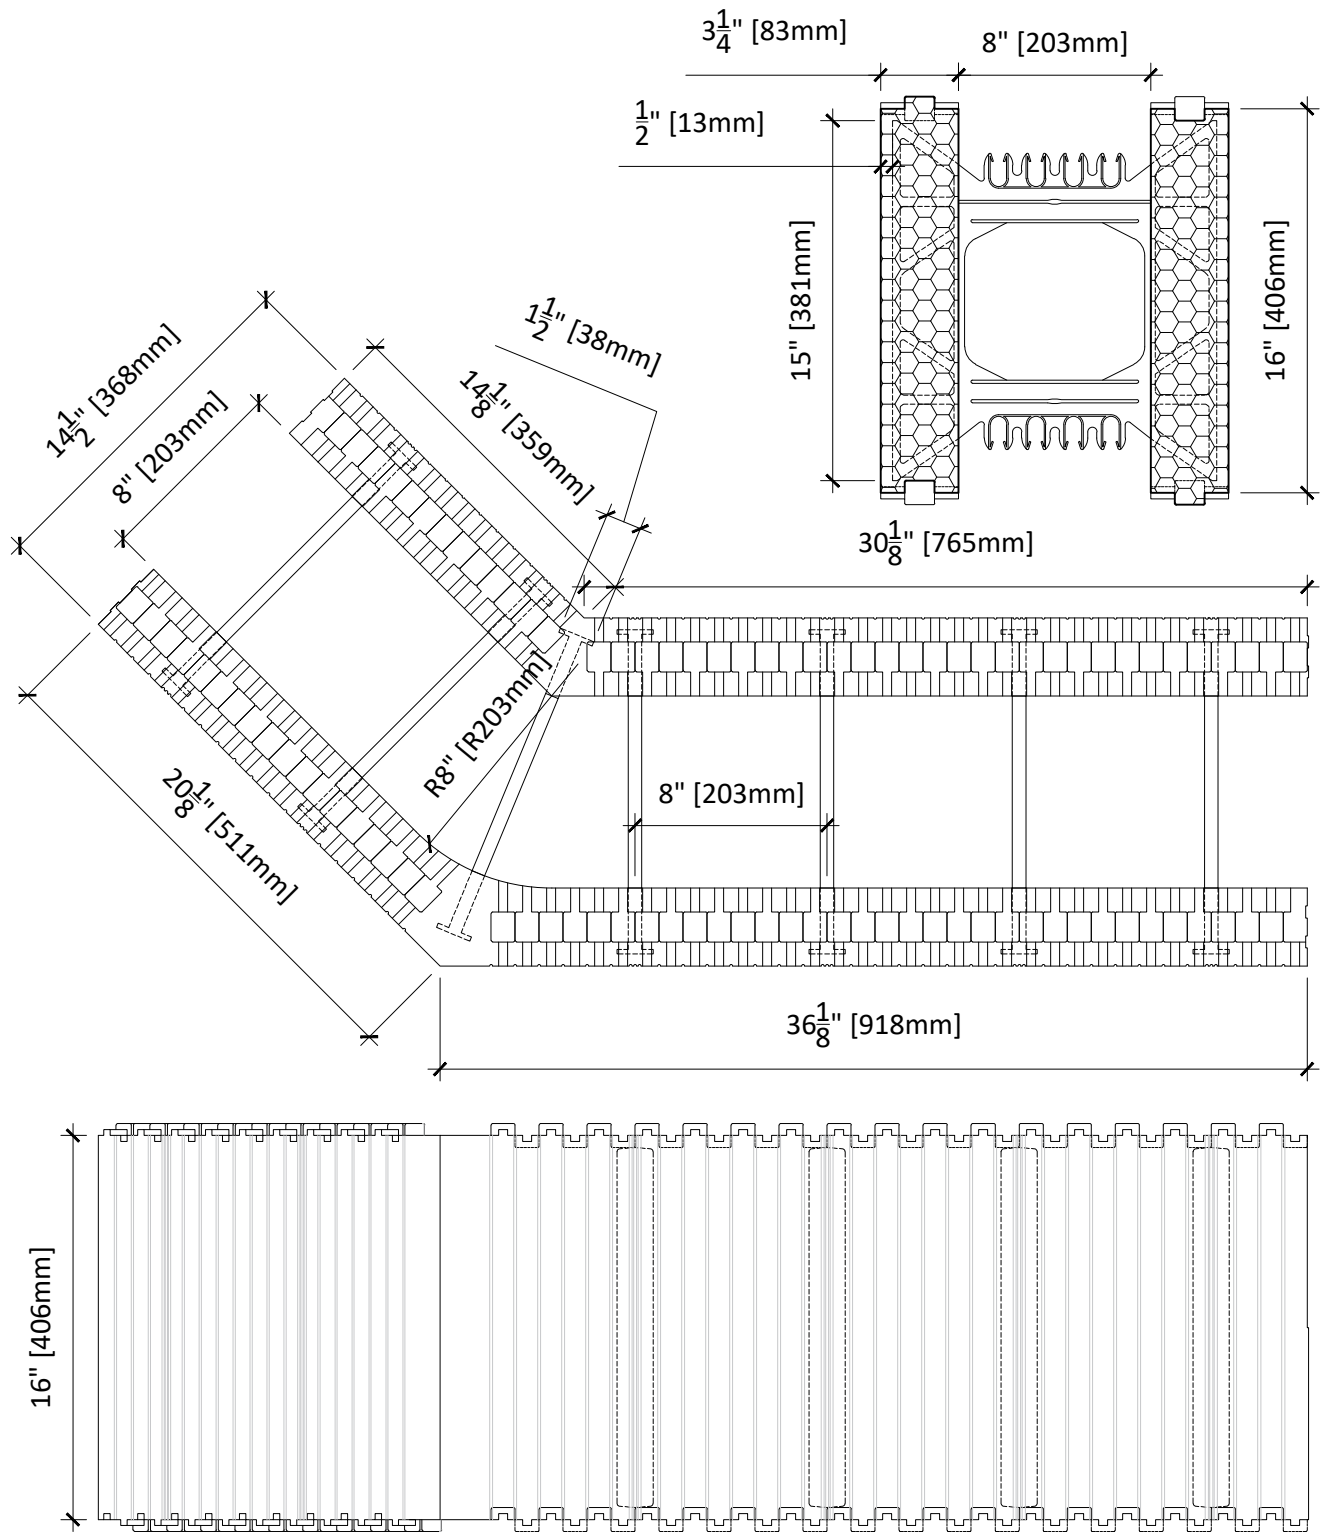 3 1/4" [83mm]
8" [203mm]
1/2" [13mm]
15" [381mm]
16" [406mm]
1 1/2" [38mm]
14 1/2" [368mm]
8" [203mm]
14 1/8" [359mm]
30 1/8" [765mm]
R8" [R203mm]
8" [203mm]
20 1/8" [511mm]
36 1/8" [918mm]
16" [406mm]